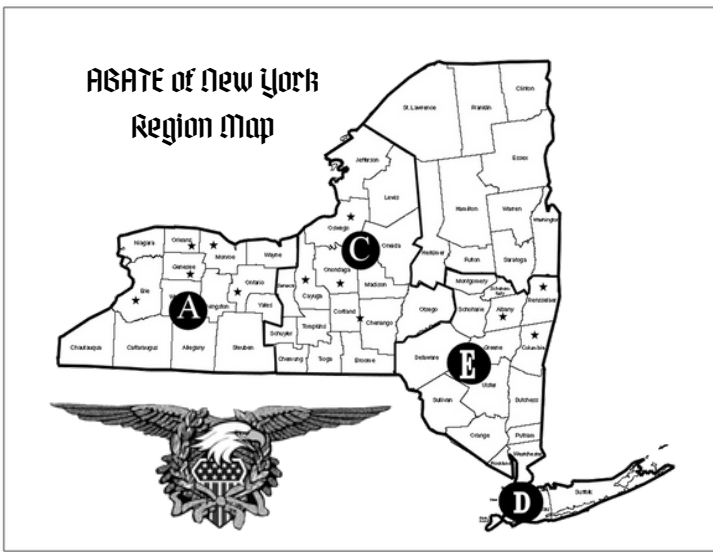 ABATE of New York
Region Map
Clinton
St. Lawrence
Franklin
Essex
Jefferson
Lewis
Hamilton
Warren
Washington
Oswego
Oneida
Herkimer
Fulton
Saratoga
Niagara
Orleans
Monroe
Wayne
Genesee
Onondaga
Madison
Erie
Ontario
Seneca
Cayuga
Livingston
Yates
Cortland
Chenango
Otsego
Montgomery
Schoharie
Albany
Rensselaer
Schuyler
Tompkins
Chautauqua
Cattaraugus
Allegany
Steuben
Chemung
Tioga
Broome
Delaware
Greene
Columbia
Ulster
Sullivan
Dutchess
Orange
Putnam
Westchester
Rockland
Suffolk
A
C
E
D